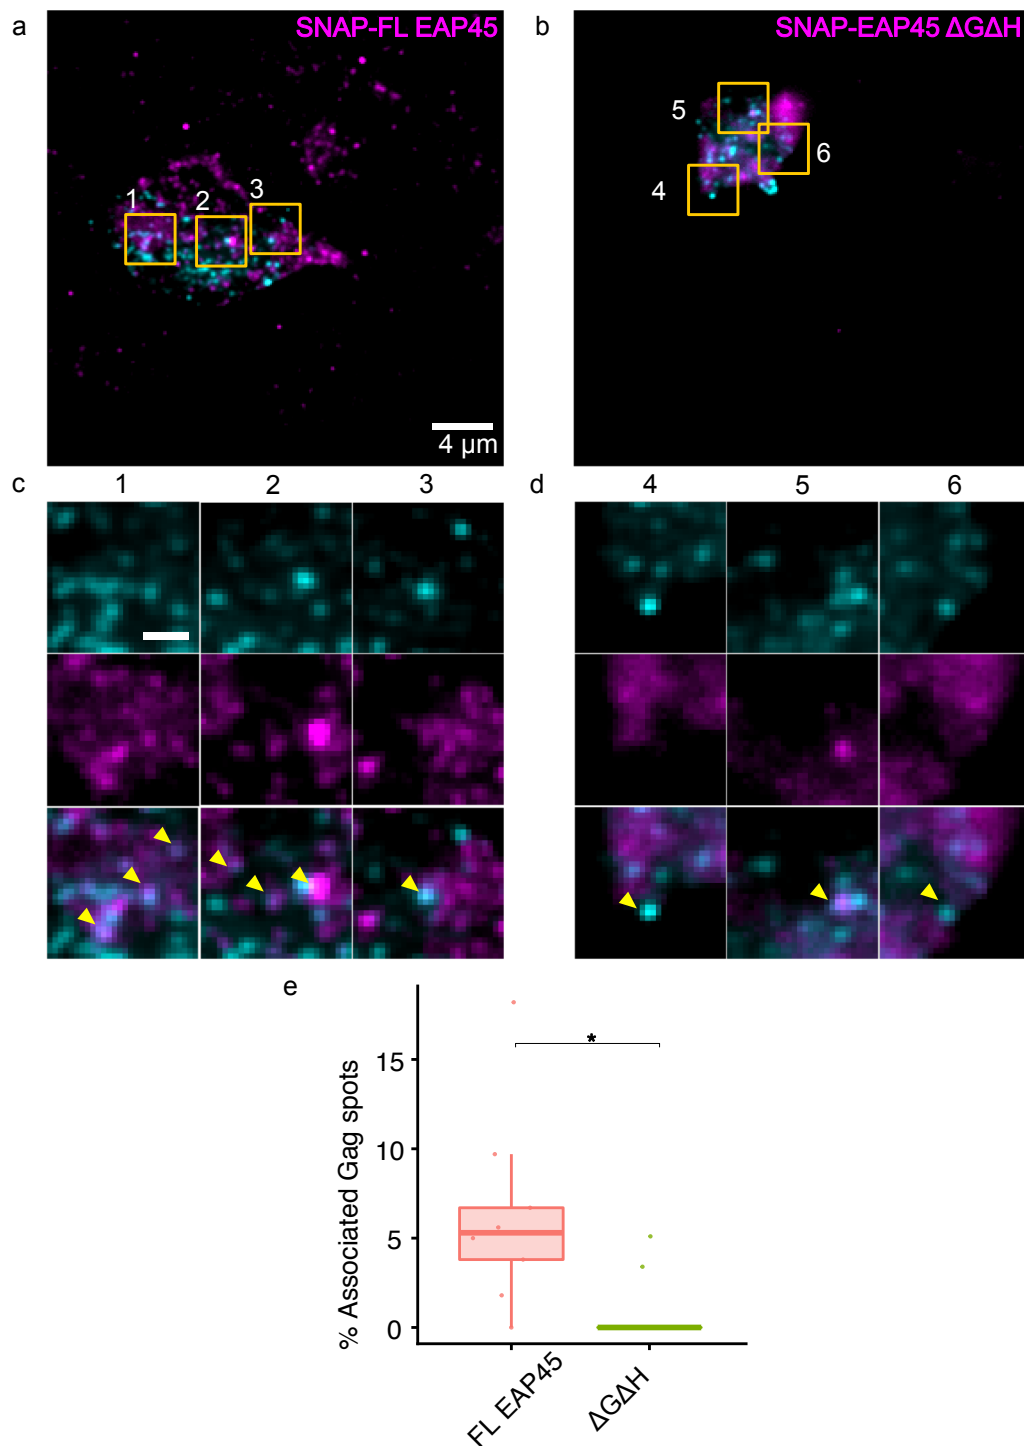 a
SNAP-FL EAP45
b
SNAP-EAP45 ΔGΔH
1
2
3
4 μm
5
4
6
c
1
2
3
d
4
5
6
e
% Associated Gag spots
15
10
5
0
*
FL EAP45
ΔGΔH